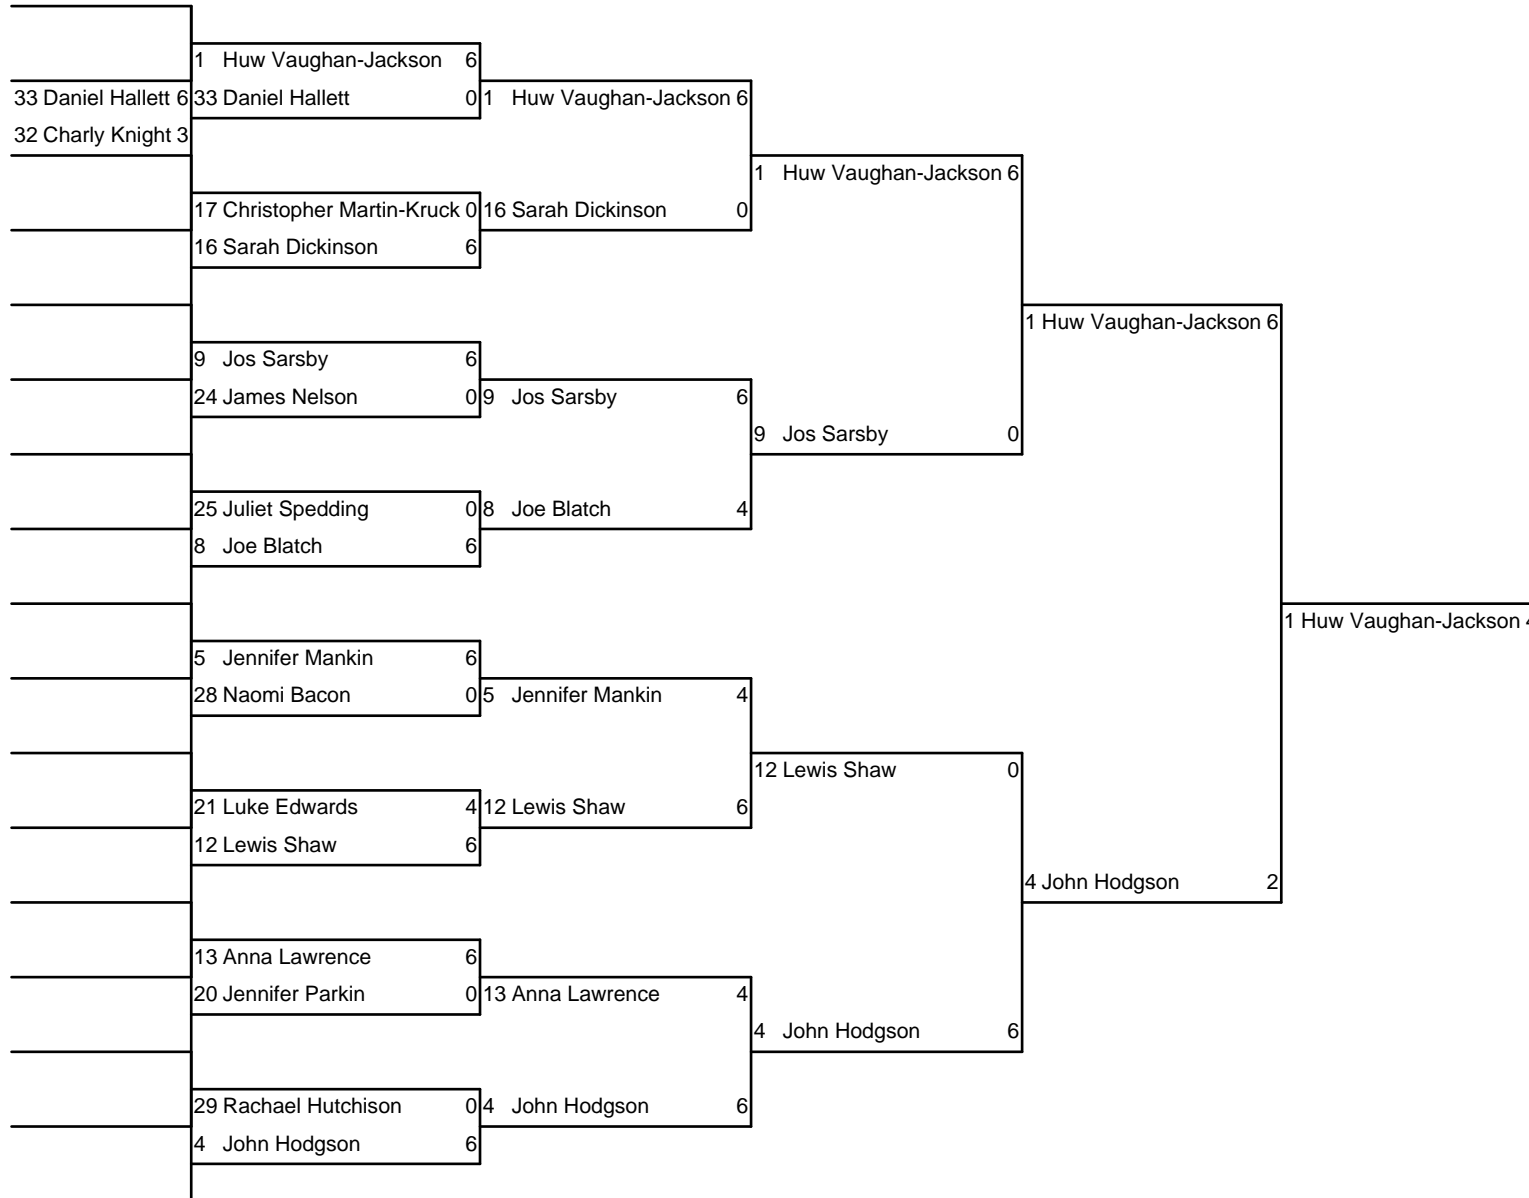 1 Huw Vaughan-Jackson 6
33 Daniel Hallett 6
33 Daniel Hallett 0
1 Huw Vaughan-Jackson 6
32 Charly Knight 3
1 Huw Vaughan-Jackson 6
17 Christopher Martin-Kruck 0
16 Sarah Dickinson 0
16 Sarah Dickinson 6
1 Huw Vaughan-Jackson 6
9 Jos Sarsby 6
24 James Nelson 0
9 Jos Sarsby 6
9 Jos Sarsby 0
25 Juliet Spedding 0
8 Joe Blatch 4
8 Joe Blatch 6
1 Huw Vaughan-Jackson
5 Jennifer Mankin 6
28 Naomi Bacon 0
5 Jennifer Mankin 4
12 Lewis Shaw 0
21 Luke Edwards 4
12 Lewis Shaw 6
12 Lewis Shaw 6
4 John Hodgson 2
13 Anna Lawrence 6
20 Jennifer Parkin 0
13 Anna Lawrence 4
4 John Hodgson 6
29 Rachael Hutchison 0
4 John Hodgson 6
4 John Hodgson 6